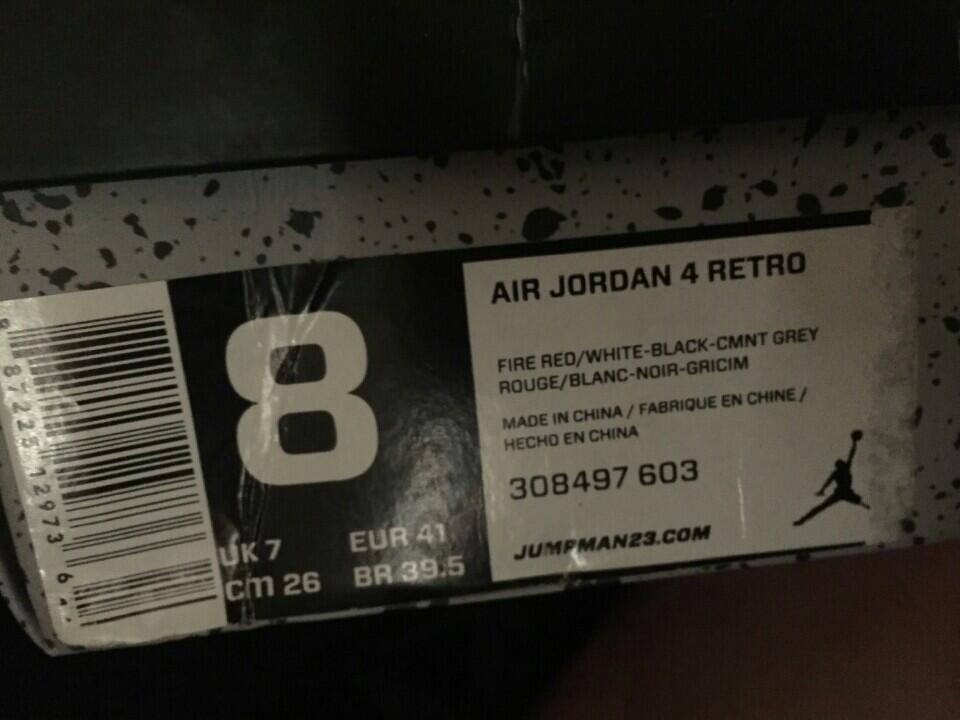 AIR JORDAN 4 RETRO
FIRE RED/WHITE-BLACK-CMNT GREY
ROUGE/BLANC-NOIR-GRICIM
MADE IN CHINA / FABRIQUE EN CHINE /
HECHO EN CHINA
308497 603
JUMPMAN23.COM
8
UK 7 EUR 41
CM 26 BR 39.5